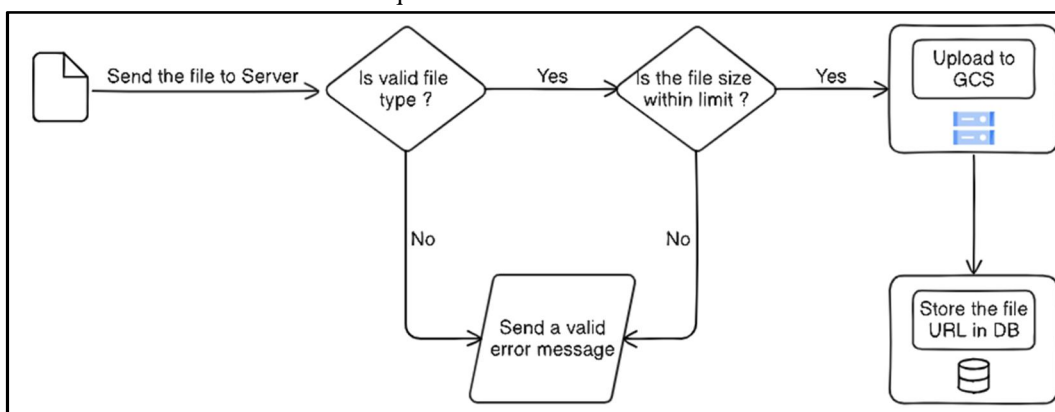 Send the file to Server
Is valid file
type ?
Yes
Is the file size
within limit ?
Yes
Upload to
GCS
No
No
Send a valid
error message
Store the file
URL in DB